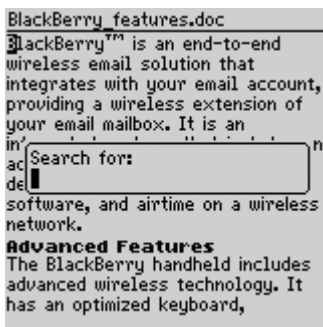 BlackBerry_features.doc
BlackBerry™ is an end-to-end
wireless email solution that
integrates with your email account,
providing a wireless extension of
your email mailbox. It is an
Search for:
software, and airtime on a wireless
network.
Advanced Features
The BlackBerry handheld includes
advanced wireless technology. It
has an optimized keyboard,